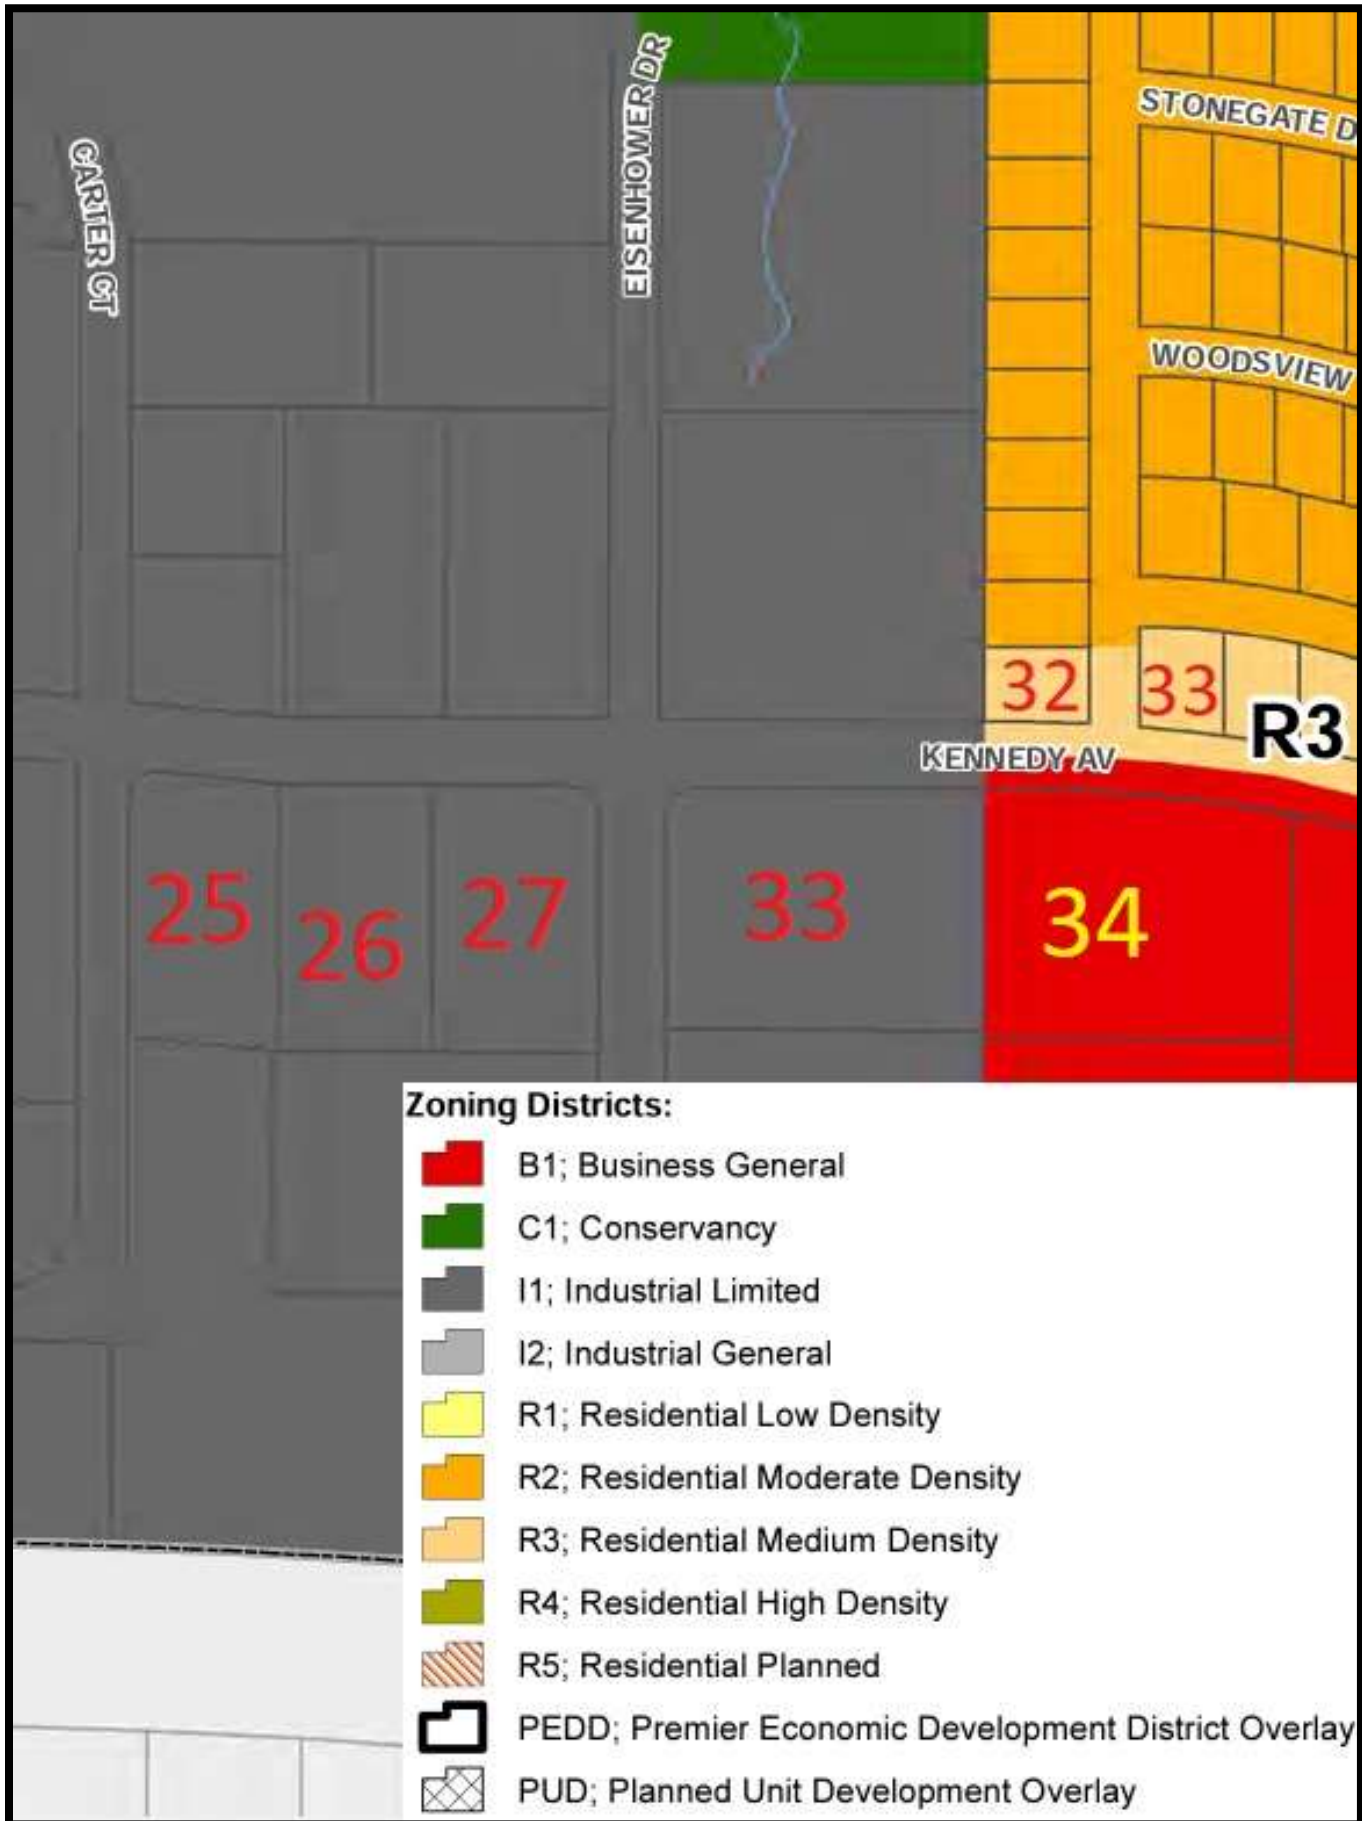 EISENHOWER DR
STONEGATE D
CARTER CT
WOODSVIEW
32
33
R3
KENNEDY AV
25
26
27
33
34
Zoning Districts:
B1; Business General
C1; Conservancy
I1; Industrial Limited
I2; Industrial General
R1; Residential Low Density
R2; Residential Moderate Density
R3; Residential Medium Density
R4; Residential High Density
R5; Residential Planned
PEDD; Premier Economic Development District Overlay
PUD; Planned Unit Development Overlay